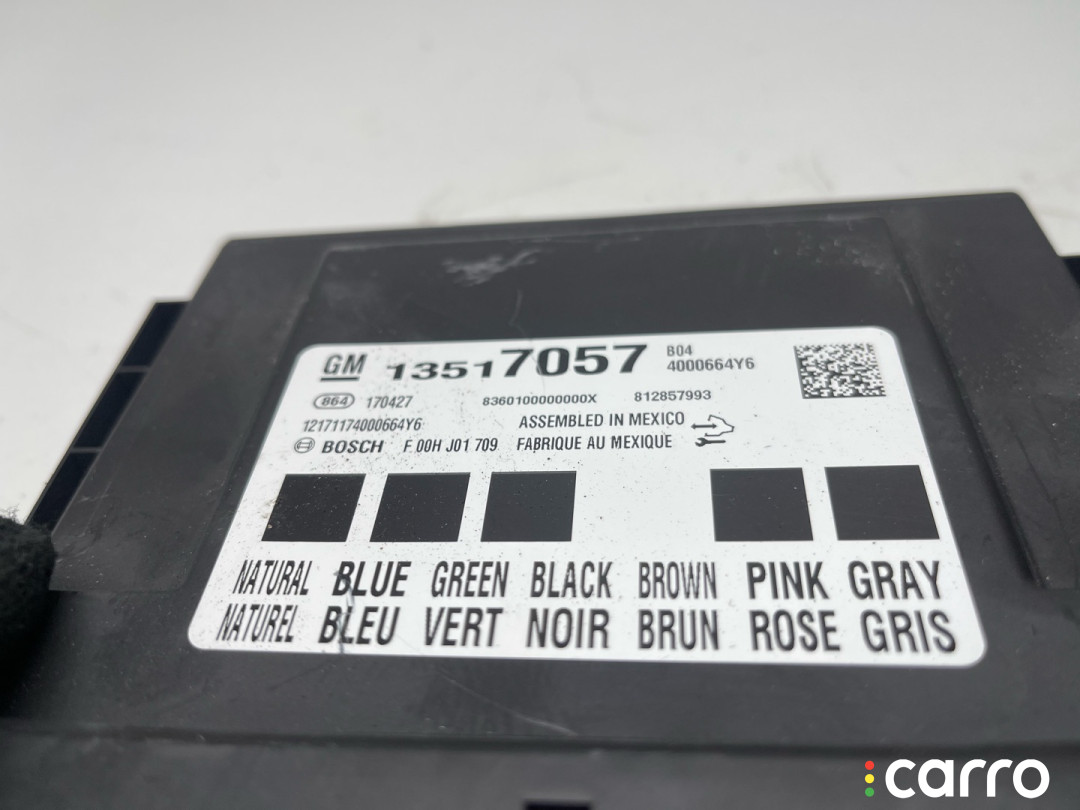 GM 13517057 B04
4000664Y6
864 170427 8360100000000X 812857993
12171174000664Y6 ASSEMBLED IN MEXICO
BOSCH F 00H J01 709 FABRIQUE AU MEXIQUE
NATURAL BLUE GREEN BLACK BROWN PINK GRAY
NATUREL BLEU VERT NOIR BRUN ROSE GRIS
carro